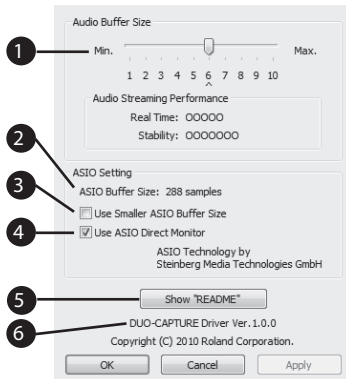 Audio Buffer Size
1
Min.
Max.
1 2 3 4 5 6 7 8 9 10
^
Audio Streaming Performance
Real Time: OOOOO
Stability: OOOOOOO
2
ASIO Setting
ASIO Buffer Size: 288 samples
3
Use Smaller ASIO Buffer Size
4
Use ASIO Direct Monitor
ASIO Technology by
Steinberg Media Technologies GmbH
5
Show "README"
6
DUO-CAPTURE Driver Ver.1.0.0
Copyright (C) 2010 Roland Corporation.
OK
Cancel
Apply